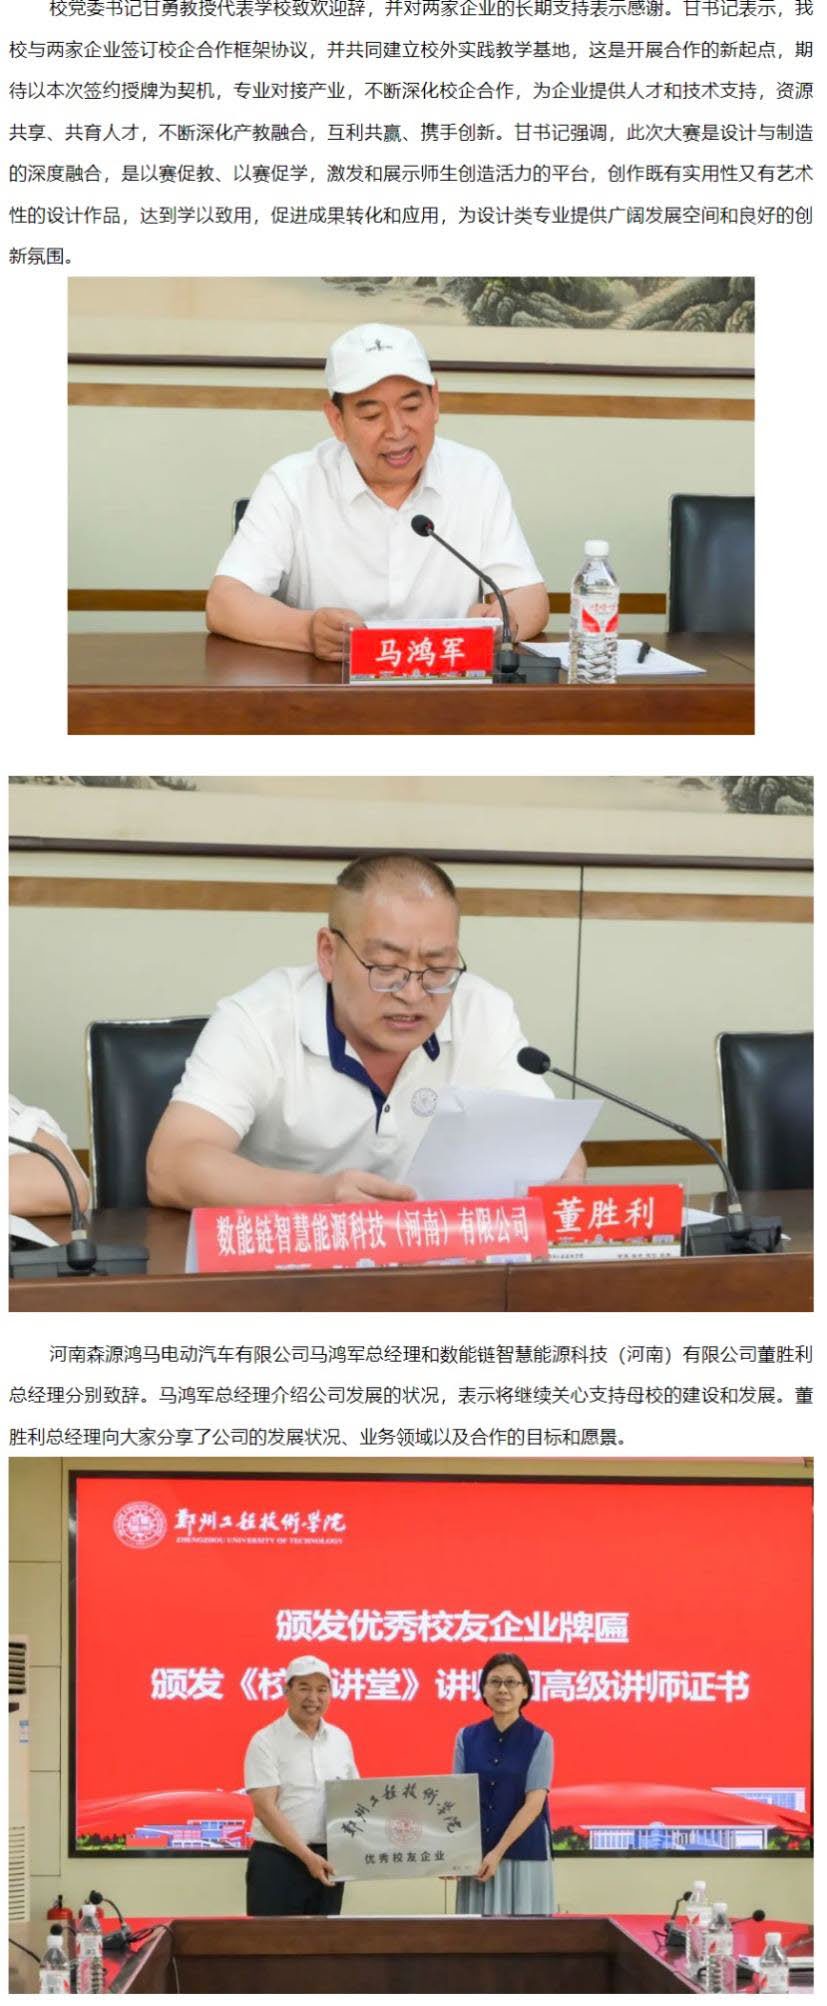 校党委书记甘勇教授代表学校致欢迎辞，并对两家企业的长期支持表示感谢。甘书记表示，我
校与两家企业签订校企合作框架协议，并共同建立校外实践教学基地，这是开展合作的新起点，期
待以本次签约授牌为契机，专业对接产业，不断深化校企合作，为企业提供人才和技术支持，资源
共享、共育人才，不断深化产教融合，互利共赢、携手创新。甘书记强调，此次大赛是设计与制造
的深度融合，是以赛促教、以赛促学，激发和展示师生创造活力的平台，创作既有实用性又有艺术
性的设计作品，达到学以致用，促进成果转化和应用，为设计类专业提供广阔发展空间和良好的创
新氛围。
马鸿军
数能链智慧能源科技（河南）有限公司
董胜利
河南森源鸿马电动汽车有限公司马鸿军总经理和数能链智慧能源科技（河南）有限公司董胜利
总经理分别致辞。马鸿军总经理介绍公司发展的状况，表示将继续关心支持母校的建设和发展。董
胜利总经理向大家分享了公司的发展状况、业务领域以及合作的目标和愿景。
鄭州工程技術學院
ZHENGZHOU UNIVERSITY OF TECHNOLOGY
颁发优秀校友企业牌匾
颁发《校 讲堂》讲师 高级讲师证书
鄭州工程技術學院
优秀校友企业